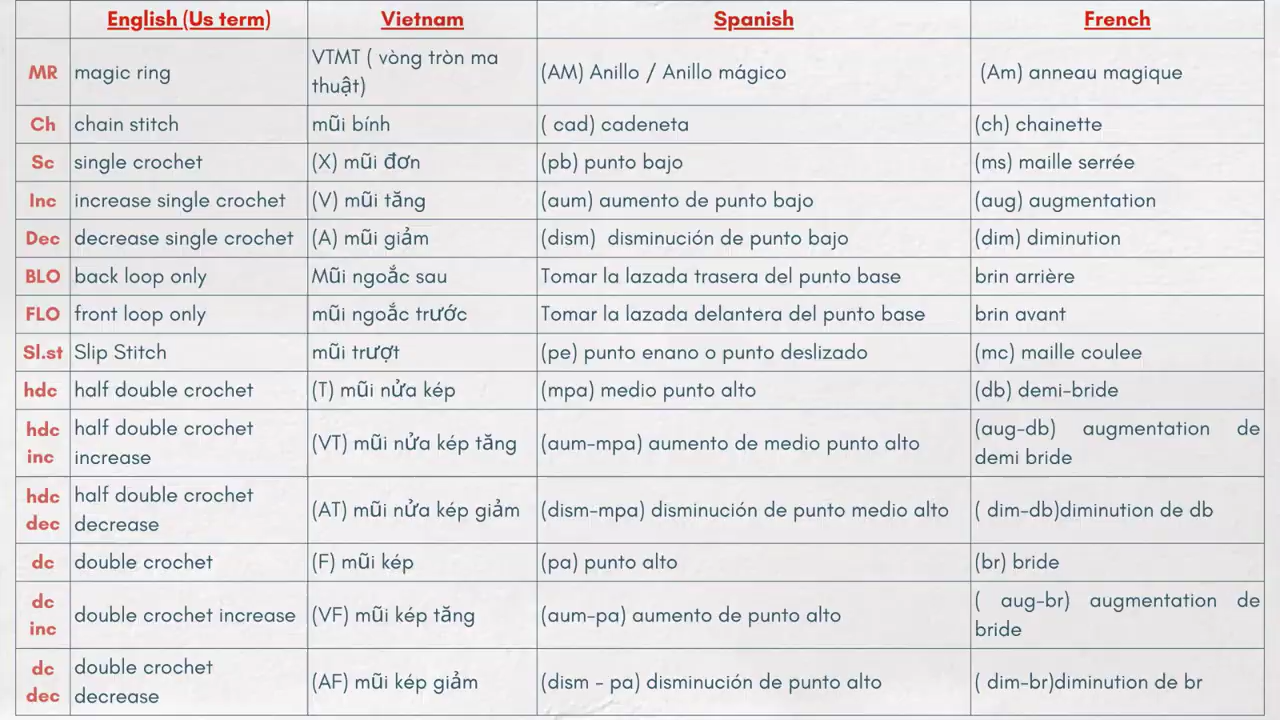 English (Us term) Vietnam Spanish French
MR magic ring VTMT ( vòng tròn ma thuật) (AM) Anillo / Anillo mágico (Am) anneau magique
Ch chain stitch mũi bính ( cad) cadeneta (ch) chainette
Sc single crochet (X) mũi đơn (pb) punto bajo (ms) maille serrée
Inc increase single crochet (V) mũi tăng (aum) aumento de punto bajo (aug) augmentation
Dec decrease single crochet (A) mũi giảm (dism) disminución de punto bajo (dim) diminution
BLO back loop only Mũi ngoắc sau Tomar la lazada trasera del punto base brin arrière
FLO front loop only mũi ngoắc trước Tomar la lazada delantera del punto base brin avant
Sl.st Slip Stitch mũi trượt (pe) punto enano o punto deslizado (mc) maille coulee
hdc half double crochet (T) mũi nửa kép (mpa) medio punto alto (db) demi-bride
hdc inc half double crochet increase (VT) mũi nửa kép tăng (aum-mpa) aumento de medio punto alto (aug-db) augmentation de demi bride
hdc dec half double crochet decrease (AT) mũi nửa kép giảm (dism-mpa) disminución de punto medio alto ( dim-db)diminution de db
dc double crochet (F) mũi kép (pa) punto alto (br) bride
dc inc double crochet increase (VF) mũi kép tăng (aum-pa) aumento de punto alto ( aug-br) augmentation de bride
dc dec double crochet decrease (AF) mũi kép giảm (dism - pa) disminución de punto alto ( dim-br)diminution de br